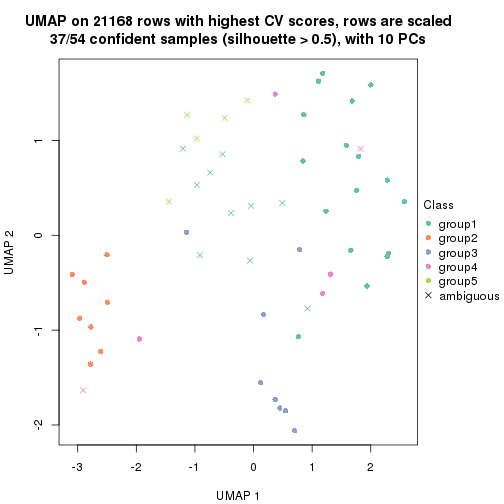 UMAP on 21168 rows with highest CV scores, rows are scaled
37/54 confident samples (silhouette > 0.5), with 10 PCs
UMAP 2
1
0
-1
-2
-3
-2
-1
0
1
2
UMAP 1
Class
group1
group2
group3
group4
group5
ambiguous